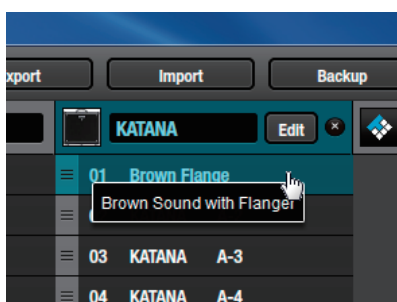 xport Import Backup
KATANA Edit
01 Brown Flange
Brown Sound with Flanger
03 KATANA A-3
04 KATANA A-4